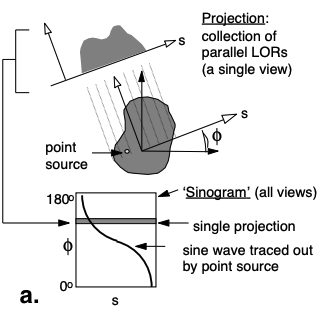 Projection:
collection of
parallel LORs
(a single view)
s
s
ϕ
point
source
'Sinogram' (all views)
180°
single projection
ϕ
sine wave traced out
by point source
0°
s
a.